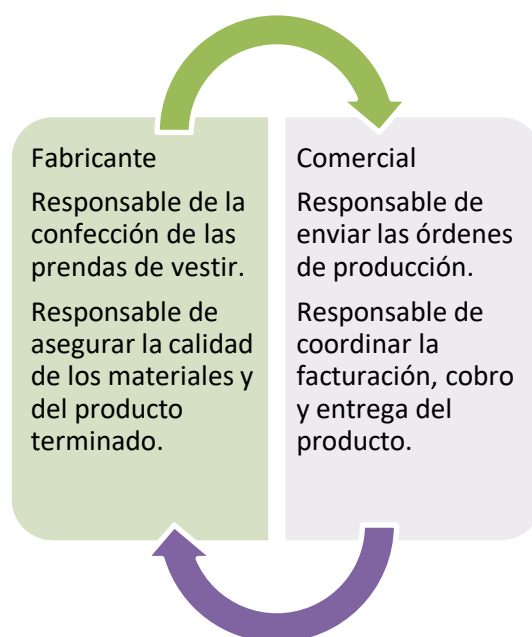 Fabricante
Responsable de la
confección de las
prendas de vestir.
Responsable de
asegurar la calidad
de los materiales y
del producto
terminado.
Comercial
Responsable de
enviar las órdenes
de producción.
Responsable de
coordinar la
facturación, cobro
y entrega del
producto.